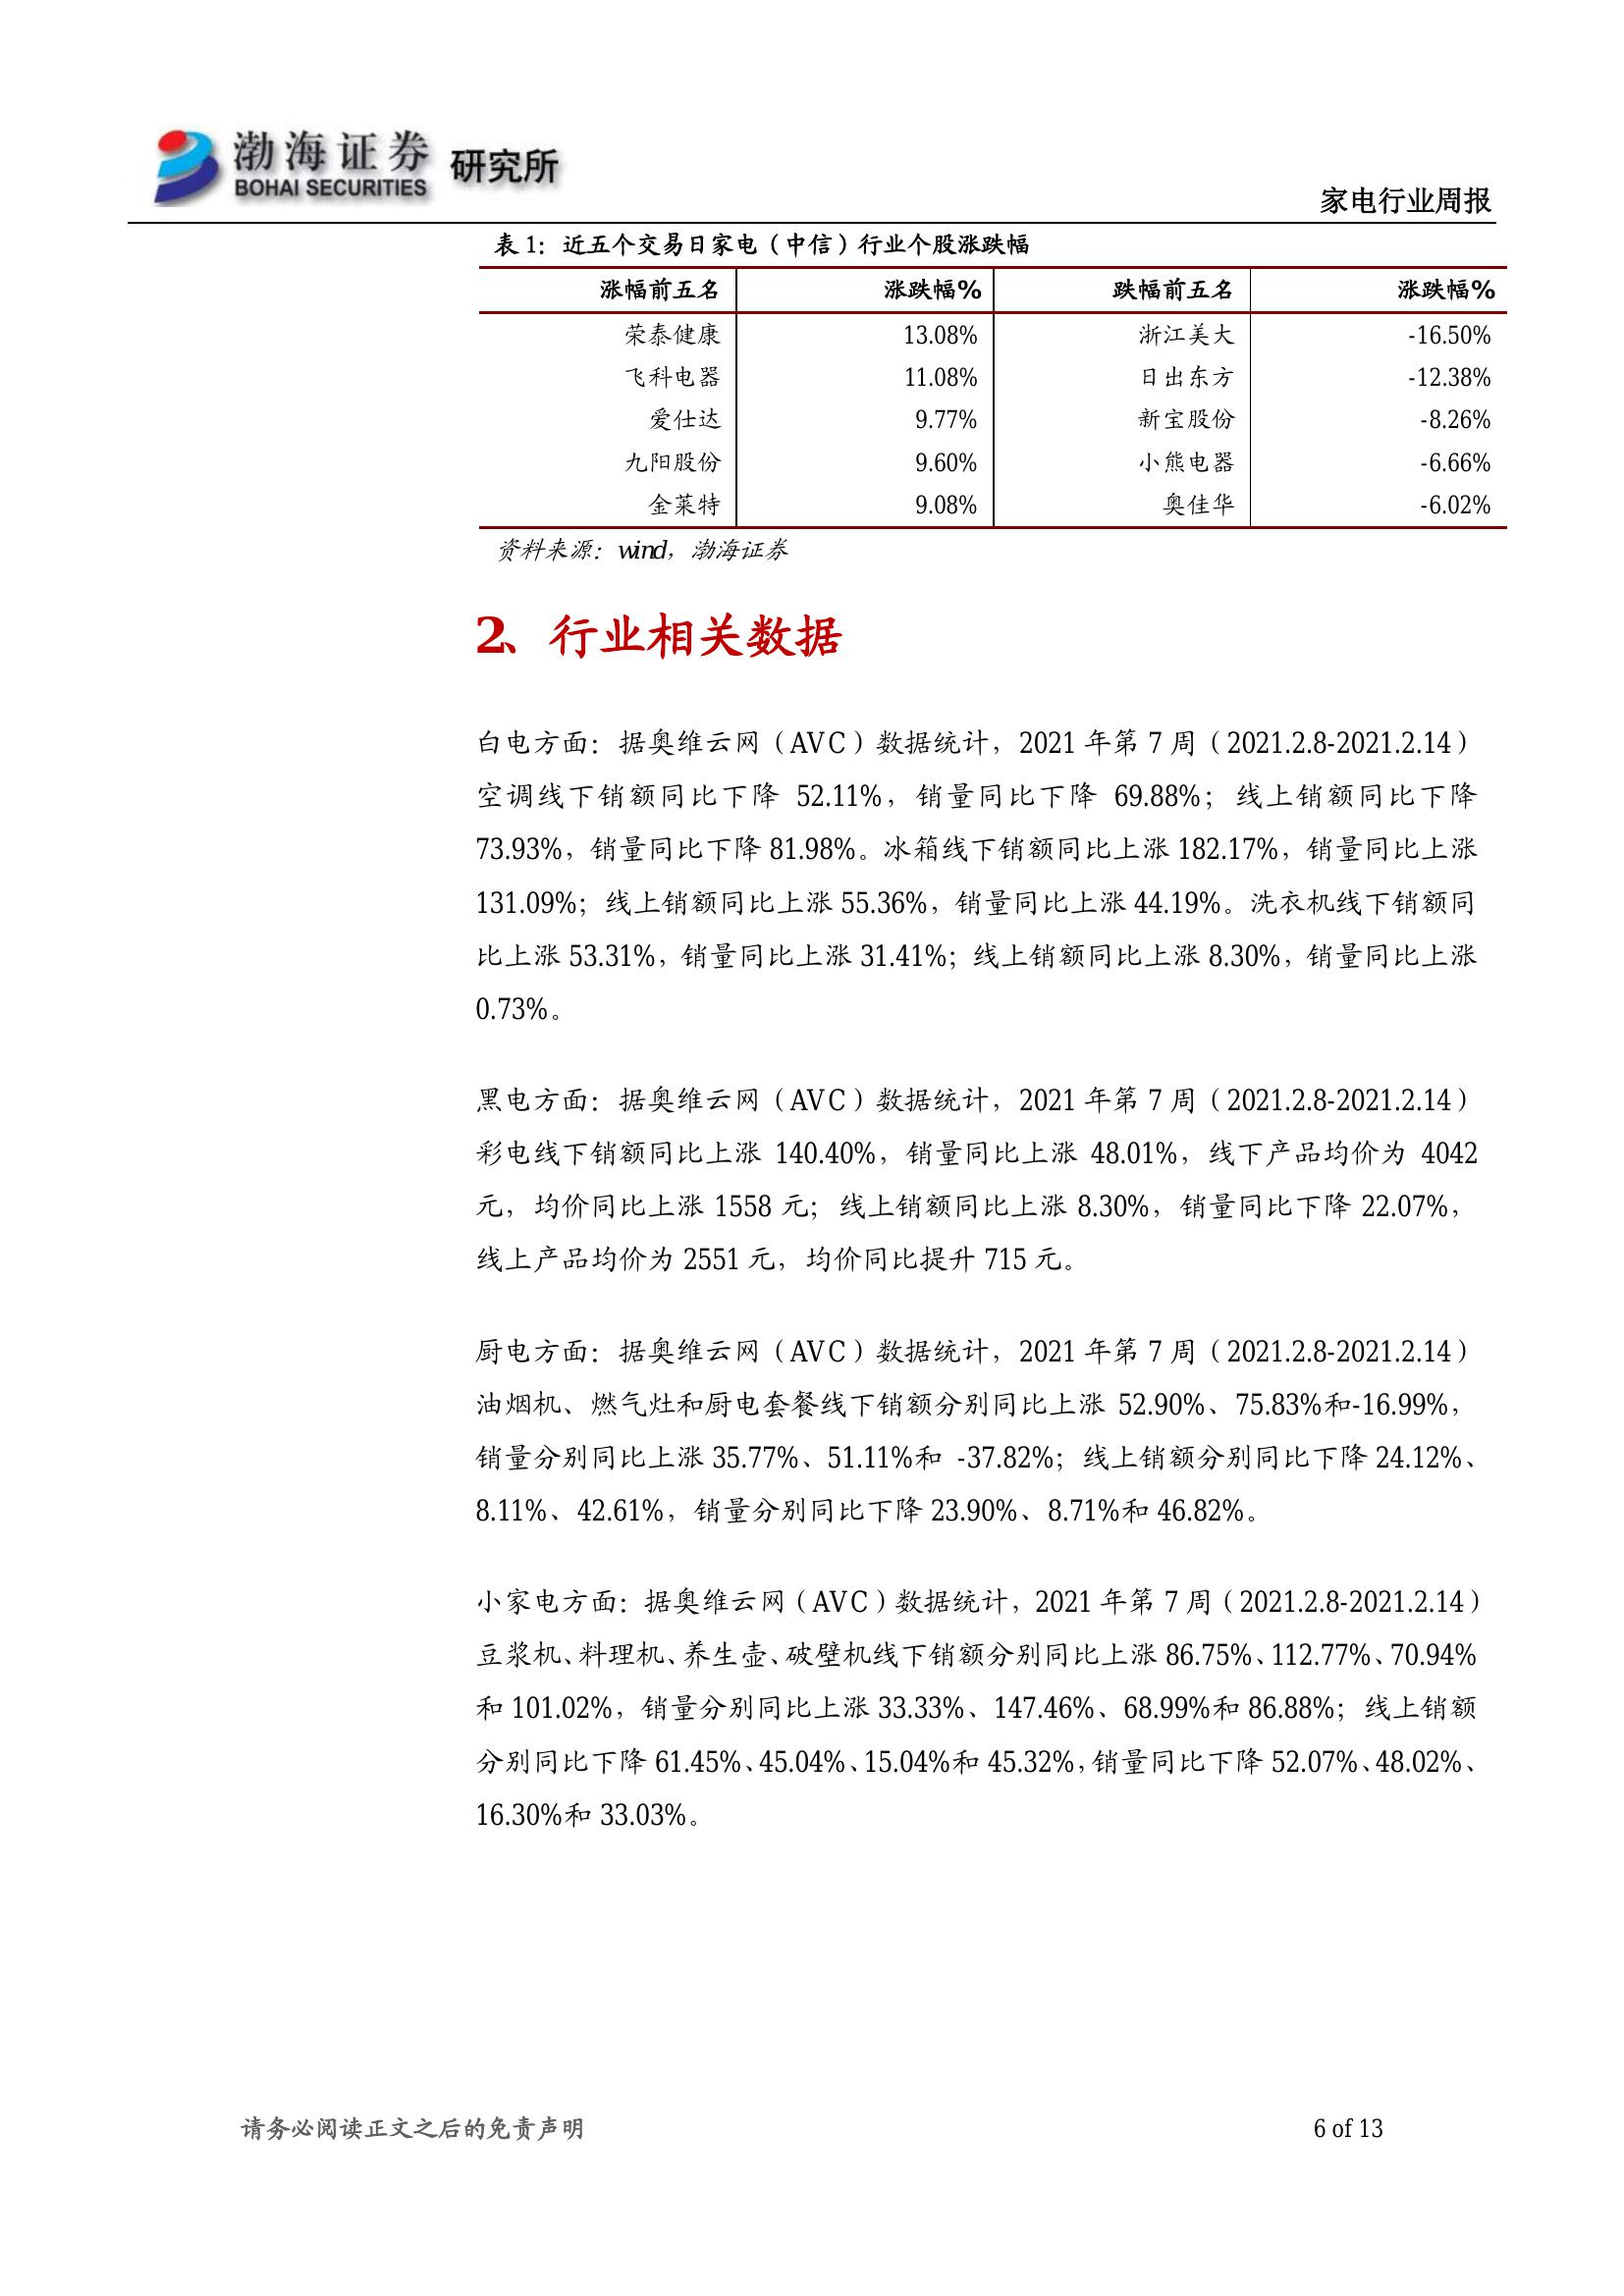 渤海证券 研究所
BOHAI SECURITIES
家电行业周报
表 1：近五个交易日家电（中信）行业个股涨跌幅
涨幅前五名 涨跌幅% 跌幅前五名 涨跌幅%
荣泰健康 13.08% 浙江美大 -16.50%
飞科电器 11.08% 日出东方 -12.38%
爱仕达 9.77% 新宝股份 -8.26%
九阳股份 9.60% 小熊电器 -6.66%
金莱特 9.08% 奥佳华 -6.02%
资料来源：wind，渤海证券
2、行业相关数据
白电方面：据奥维云网（AVC）数据统计，2021 年第 7 周（2021.2.8-2021.2.14）
空调线下销额同比下降 52.11%，销量同比下降 69.88%；线上销额同比下降
73.93%，销量同比下降 81.98%。冰箱线下销额同比上涨 182.17%，销量同比上涨
131.09%；线上销额同比上涨 55.36%，销量同比上涨 44.19%。洗衣机线下销额同
比上涨 53.31%，销量同比上涨 31.41%；线上销额同比上涨 8.30%，销量同比上涨
0.73%。
黑电方面：据奥维云网（AVC）数据统计，2021 年第 7 周（2021.2.8-2021.2.14）
彩电线下销额同比上涨 140.40%，销量同比上涨 48.01%，线下产品均价为 4042
元，均价同比上涨 1558 元；线上销额同比上涨 8.30%，销量同比下降 22.07%，
线上产品均价为 2551 元，均价同比提升 715 元。
厨电方面：据奥维云网（AVC）数据统计，2021 年第 7 周（2021.2.8-2021.2.14）
油烟机、燃气灶和厨电套餐线下销额分别同比上涨 52.90%、75.83%和-16.99%，
销量分别同比上涨 35.77%、51.11%和 -37.82%；线上销额分别同比下降 24.12%、
8.11%、42.61%，销量分别同比下降 23.90%、8.71%和 46.82%。
小家电方面：据奥维云网（AVC）数据统计，2021 年第 7 周（2021.2.8-2021.2.14）
豆浆机、料理机、养生壶、破壁机线下销额分别同比上涨 86.75%、112.77%、70.94%
和 101.02%，销量分别同比上涨 33.33%、147.46%、68.99%和 86.88%；线上销额
分别同比下降 61.45%、45.04%、15.04%和 45.32%，销量同比下降 52.07%、48.02%、
16.30%和 33.03%。
请务必阅读正文之后的免责声明 6 of 13